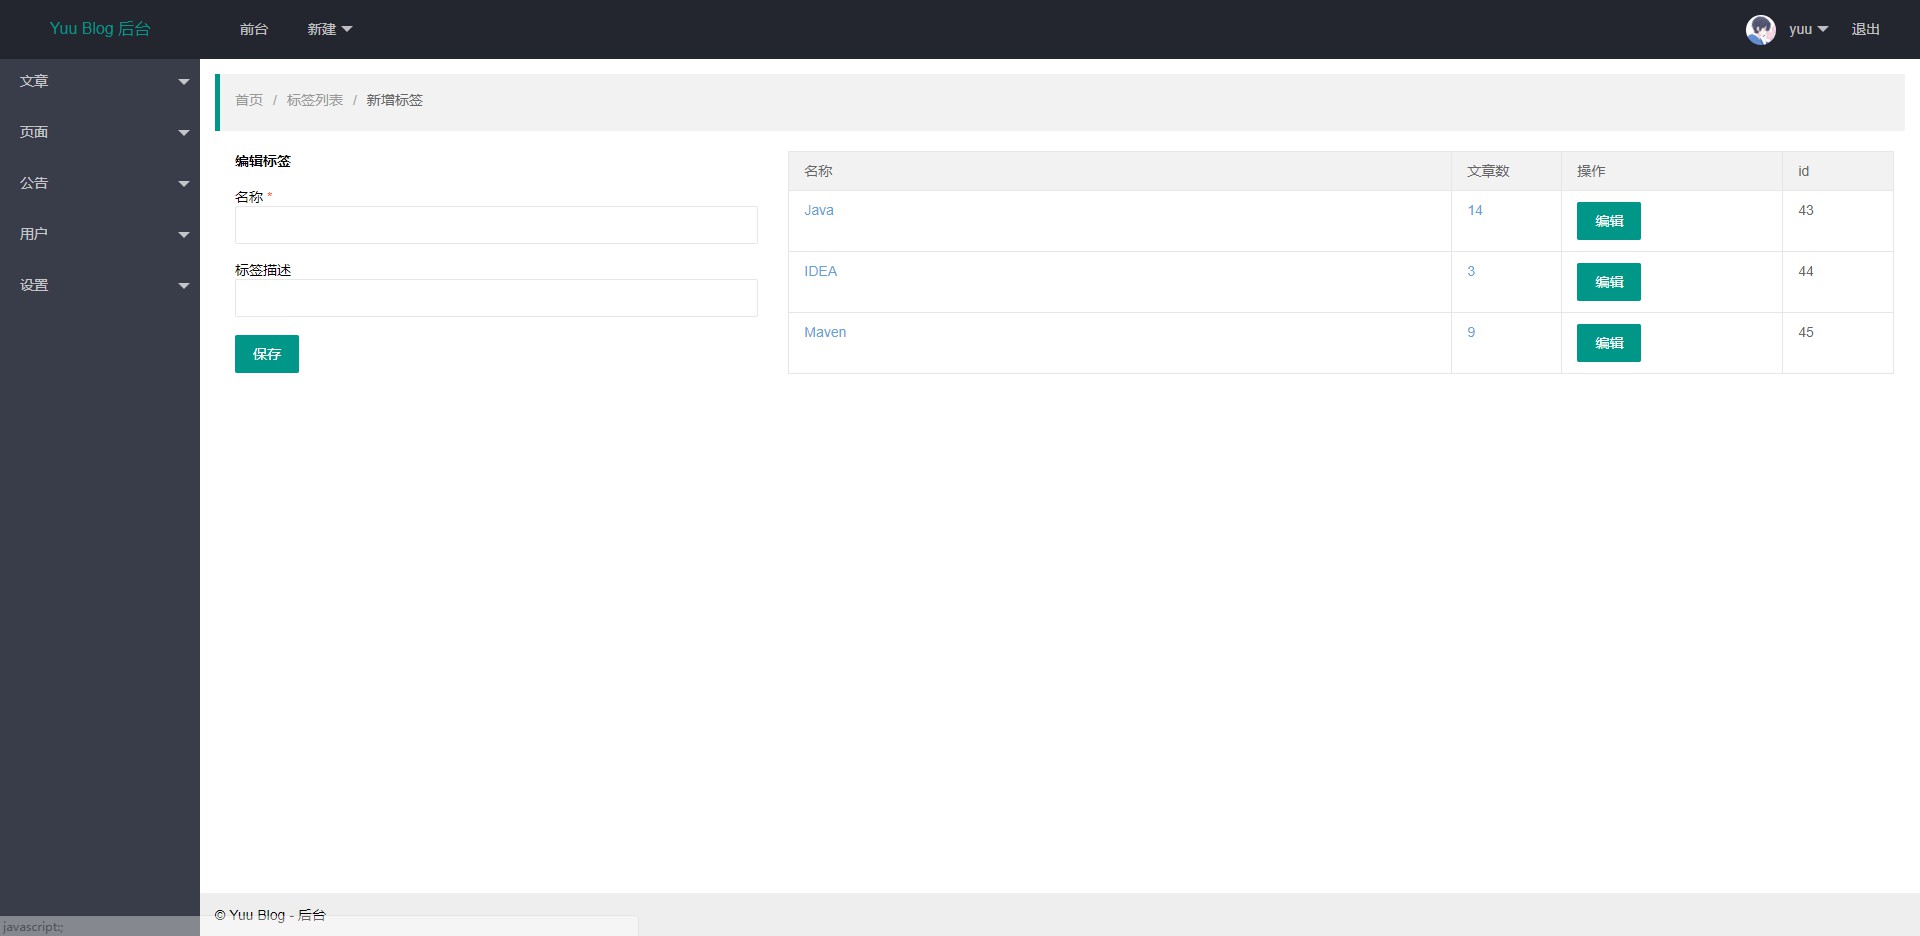 Yuu Blog 后台
前台
新建
yuu
退出
文章
页面
公告
用户
设置
首页 / 标签列表 / 新增标签
编辑标签
名称 *
标签描述
保存
名称 文章数 操作 id
Java 14 编辑 43
IDEA 3 编辑 44
Maven 9 编辑 45
© Yuu Blog - 后台
javascript:;